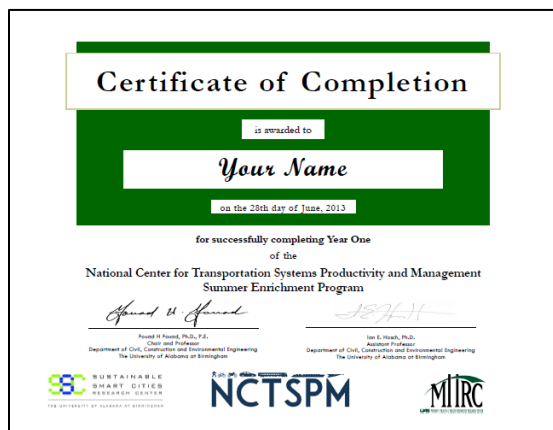 Certificate of Completion
is awarded to
Your Name
on the 28th day of June, 2013
for successfully completing Year One
of the
National Center for Transportation Systems Productivity and Management
Summer Enrichment Program
Fouad H Fouad, Ph.D., P.E.
Chair and Professor
Department of Civil, Construction and Environmental Engineering
The University of Alabama at Birmingham
Ian E. Hosch, Ph.D.
Assistant Professor
Department of Civil, Construction and Environmental Engineering
The University of Alabama at Birmingham
SSC SUSTAINABLE
SMART CITIES
RESEARCH CENTER
THE UNIVERSITY OF ALABAMA AT BIRMINGHAM
NCTSPM
UAB